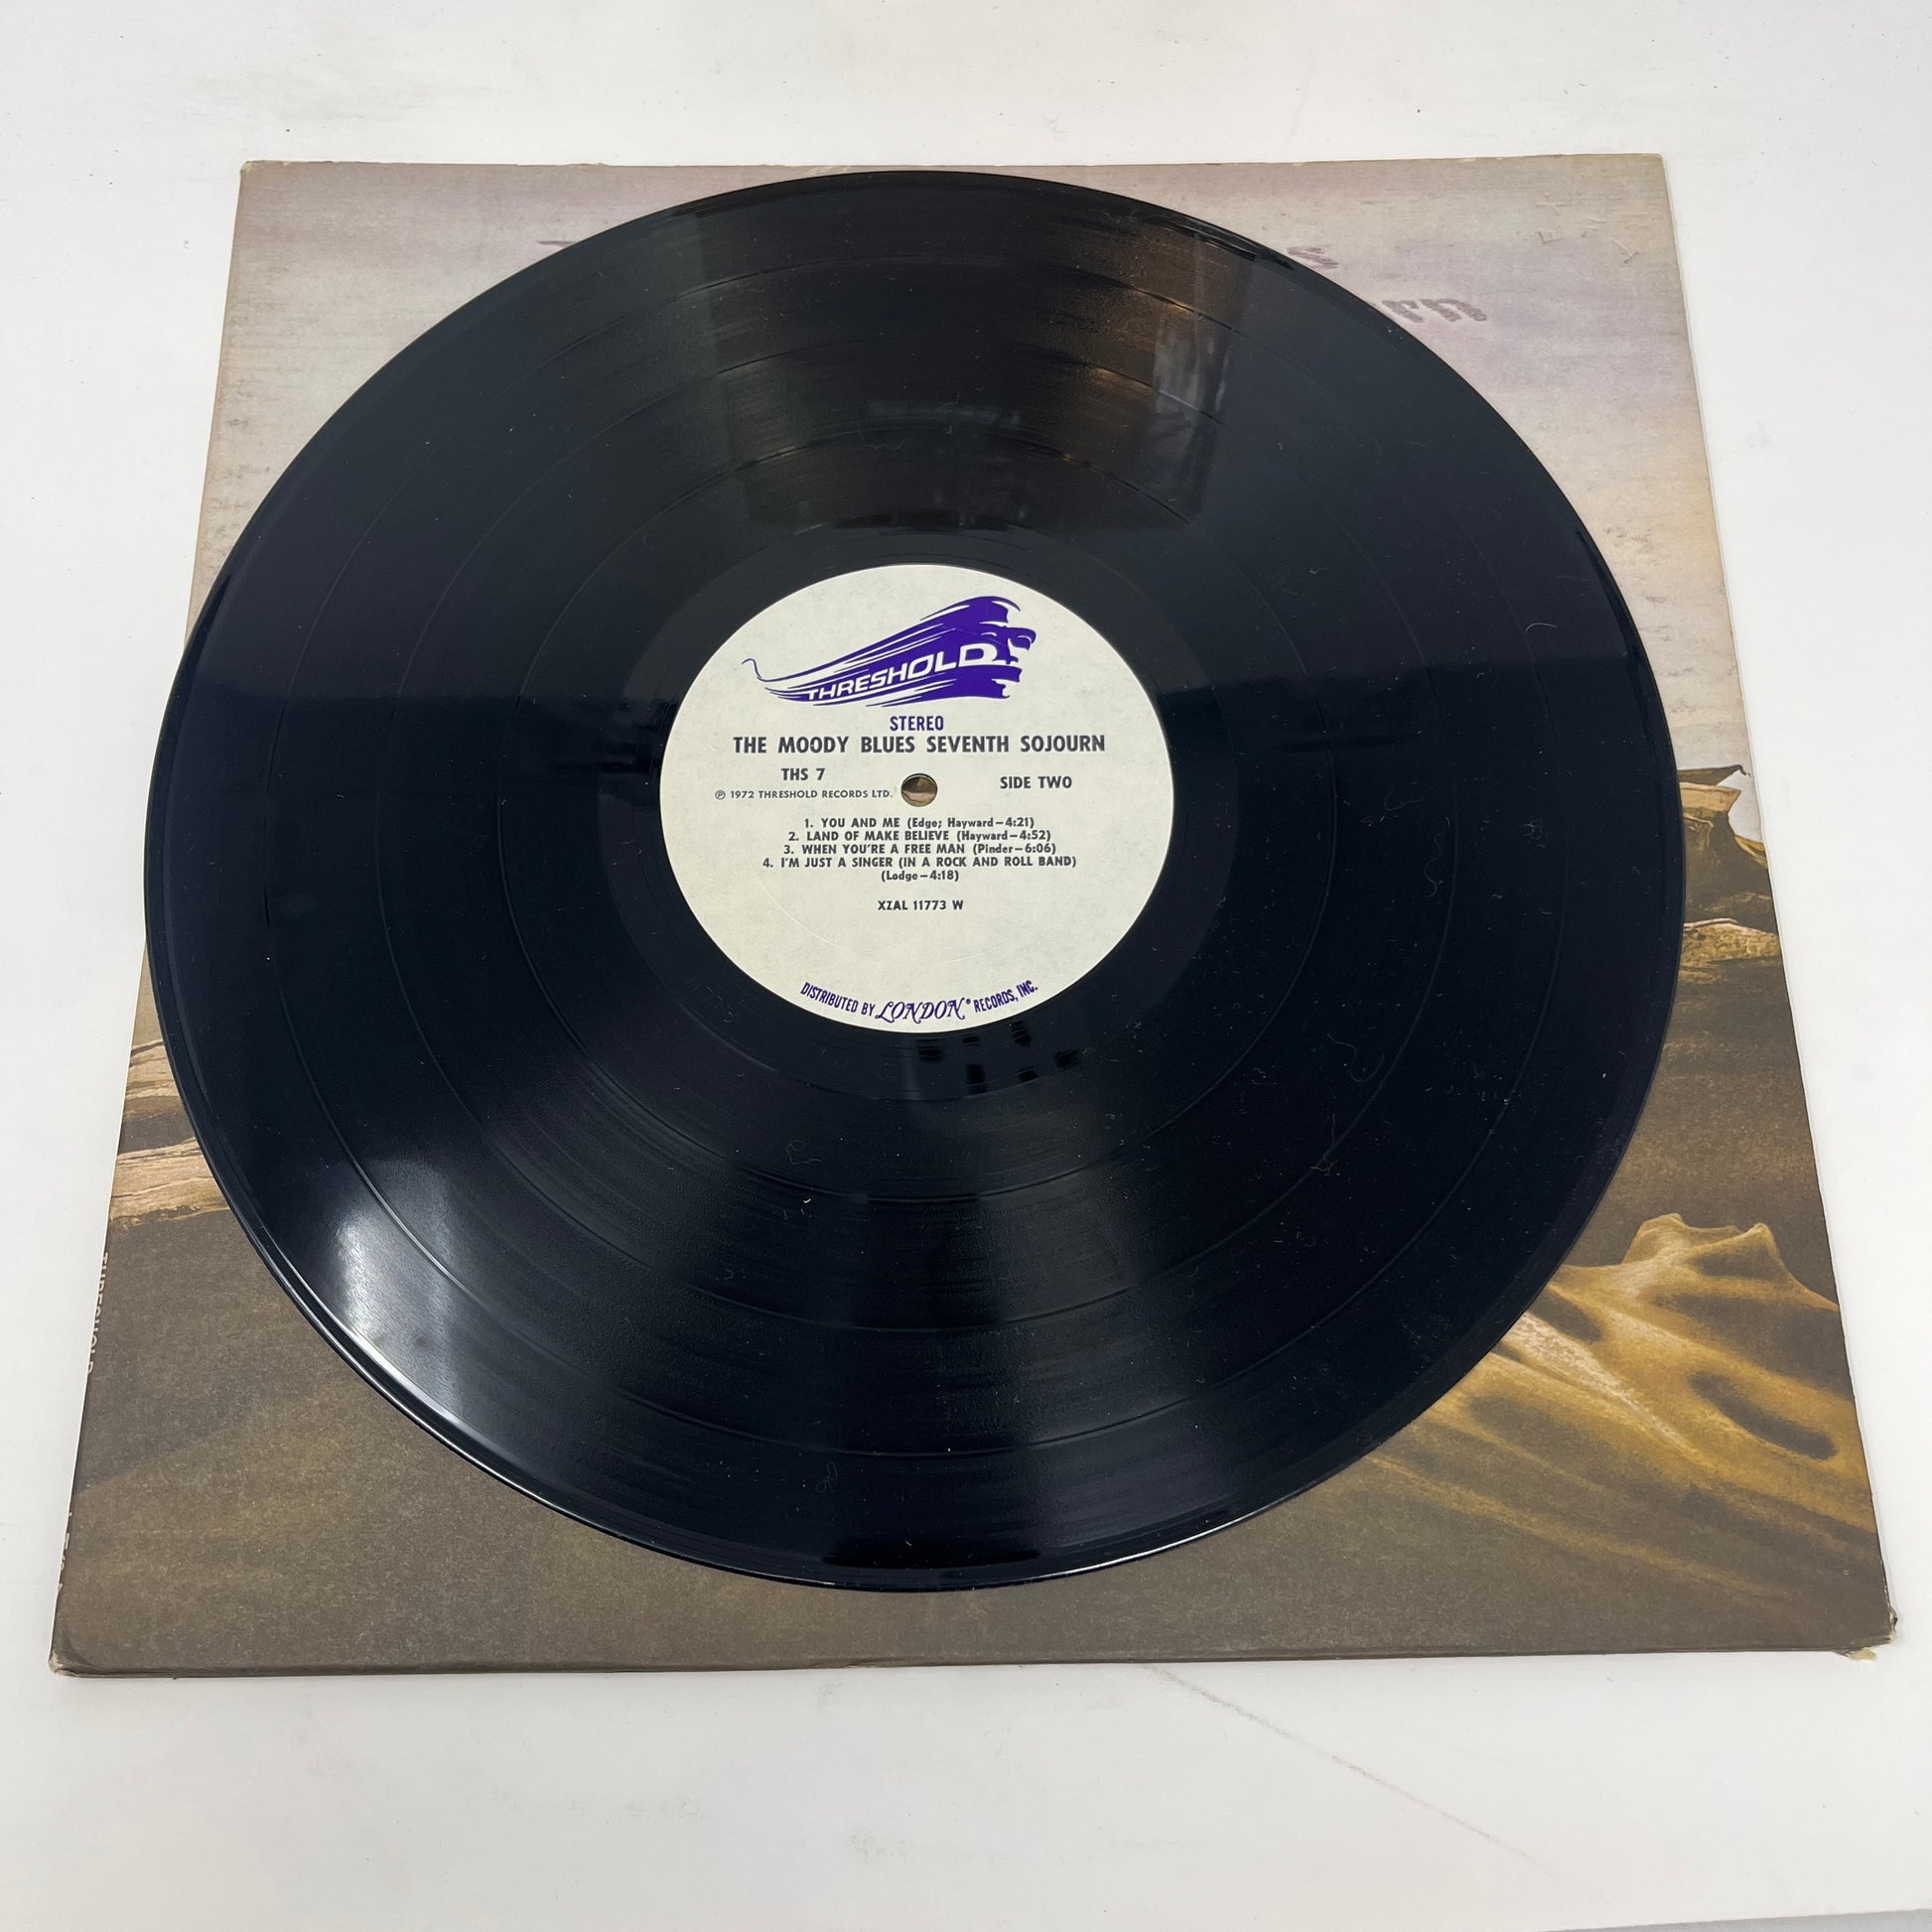 THRESHOLD
STEREO
THE MOODY BLUES SEVENTH SOJOURN
THS 7
SIDE TWO
℗ 1972 THRESHOLD RECORDS LTD.
1. YOU AND ME (Edge; Hayward—4:21)
2. LAND OF MAKE BELIEVE (Hayward—4:52)
3. WHEN YOU'RE A FREE MAN (Pinder—6:06)
4. I'M JUST A SINGER (IN A ROCK AND ROLL BAND)
(Lodge—4:18)
XZAL 11773 W
DISTRIBUTED BY LONDON® RECORDS, INC.
THRESHOLD